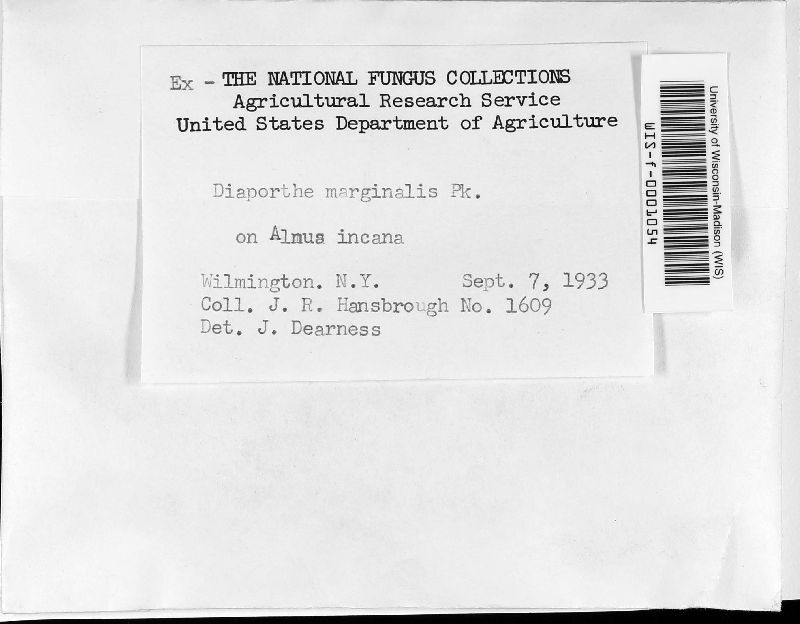 Ex - THE NATIONAL FUNGUS COLLECTIONS
Agricultural Research Service
United States Department of Agriculture
Diaporthe marginalis Pk.
on Alnus incana
Wilmington. N.Y. Sept. 7, 1933
Coll. J. R. Hansbrough No. 1609
Det. J. Dearness
University of Wisconsin-Madison (WIS)
WIS-f-0001054